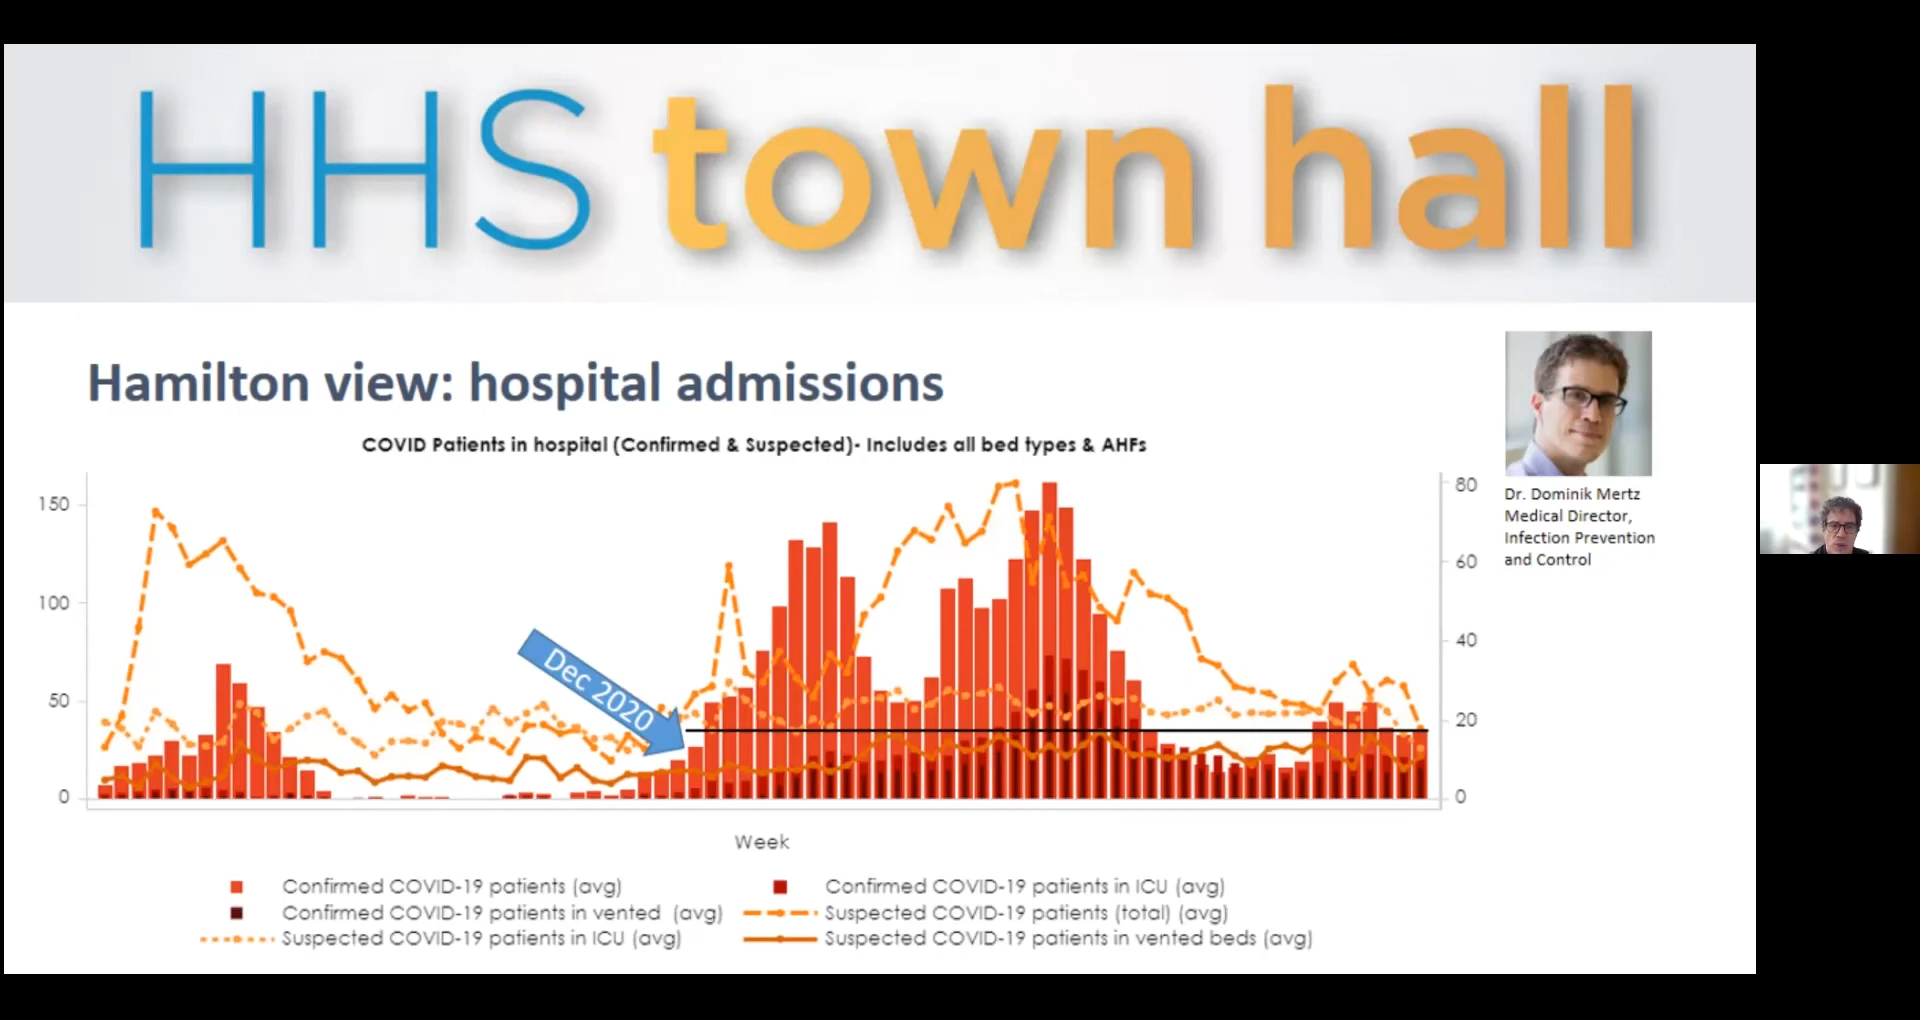 HHS town hall
Hamilton view: hospital admissions
COVID Patients in hospital (Confirmed & Suspected)- Includes all bed types & AHFs
150
100
50
0
80
60
40
20
0
Dec 2020
Week
Confirmed COVID-19 patients (avg)
Confirmed COVID-19 patients in ICU (avg)
Confirmed COVID-19 patients in vented (avg)
Suspected COVID-19 patients (total) (avg)
Suspected COVID-19 patients in ICU (avg)
Suspected COVID-19 patients in vented beds (avg)
Dr. Dominik Mertz
Medical Director,
Infection Prevention
and Control